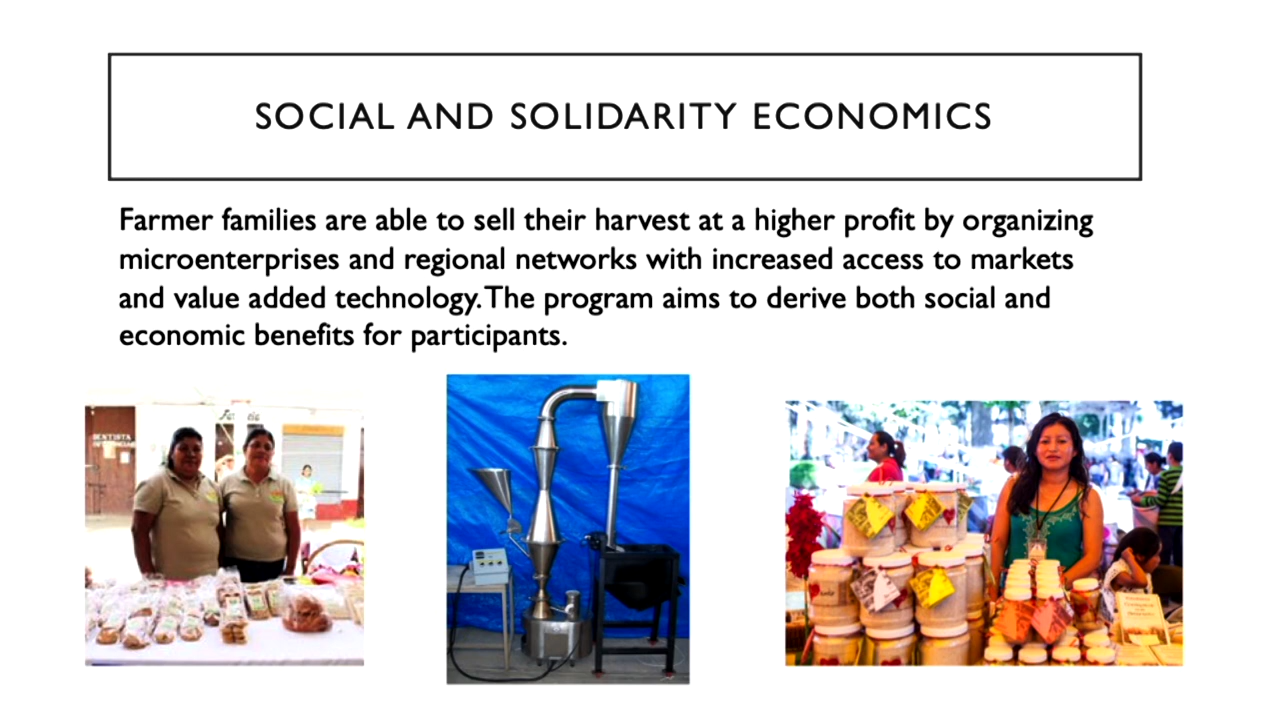 SOCIAL AND SOLIDARITY ECONOMICS
Farmer families are able to sell their harvest at a higher profit by organizing
microenterprises and regional networks with increased access to markets
and value added technology. The program aims to derive both social and
economic benefits for participants.
DENTISTA